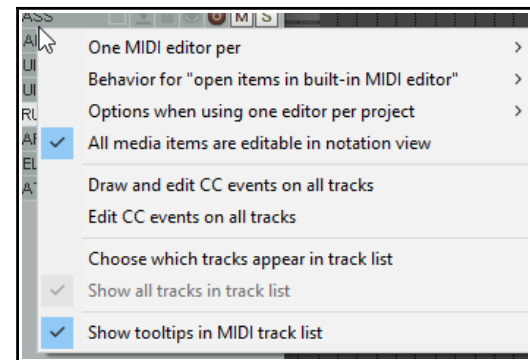 ASS
M S
One MIDI editor per
Behavior for "open items in built-in MIDI editor"
Options when using one editor per project
All media items are editable in notation view
Draw and edit CC events on all tracks
Edit CC events on all tracks
Choose which tracks appear in track list
Show all tracks in track list
Show tooltips in MIDI track list